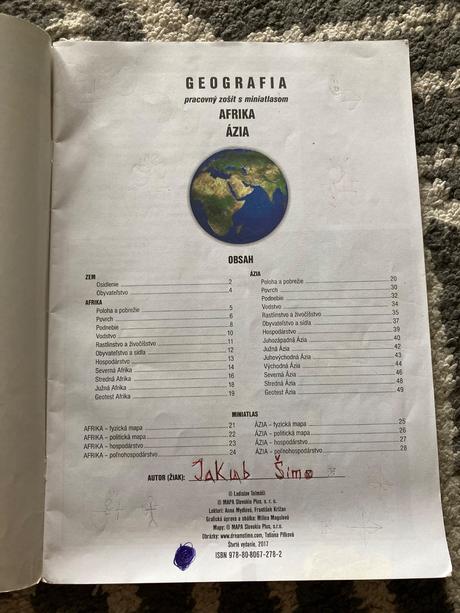 GEOGRAFIA
pracovný zošit s miniatlasom
AFRIKA
ÁZIA
OBSAH
ZEM
Osídlenie 2
Obyvateľstvo 4
AFRIKA
Poloha a pobrežie 5
Povrch 6
Podnebie 8
Vodstvo 10
Rastlinstvo a živočíšstvo 11
Obyvateľstvo a sídla 12
Hospodárstvo 13
Severná Afrika 14
Stredná Afrika 16
Južná Afrika 18
Geotest Afrika 19
ÁZIA
Poloha a pobrežie 20
Povrch 30
Podnebie 32
Vodstvo 34
Rastlinstvo a živočíšstvo 35
Obyvateľstvo a sídla 37
Hospodárstvo 39
Juhozápadná Ázia 40
Južná Ázia 42
Juhovýchodná Ázia 43
Východná Ázia 44
Severná Ázia 46
Stredná Ázia 48
Geotest Ázia 49
MINIATLAS
AFRIKA – fyzická mapa 21
AFRIKA – politická mapa 22
AFRIKA – hospodárstvo 23
AFRIKA – poľnohospodárstvo 24
ÁZIA – fyzická mapa 25
ÁZIA – politická mapa 26
ÁZIA – hospodárstvo 27
ÁZIA – poľnohospodárstvo 28
AUTOR (ŽIAK): Jakub Šimo
© Ladislav Tolmáči
© MAPA Slovakia Plus, s. r. o.
Lektori: Anna Mydlová, František Križan
Grafická úprava a obálka: Milica Magulová
Mapy: © MAPA Slovakia Plus, s.r.o.
Obrázky: www.dreamstime.com, Tatiana Pilková
Štvrté vydanie, 2017
ISBN 978-80-8067-278-2